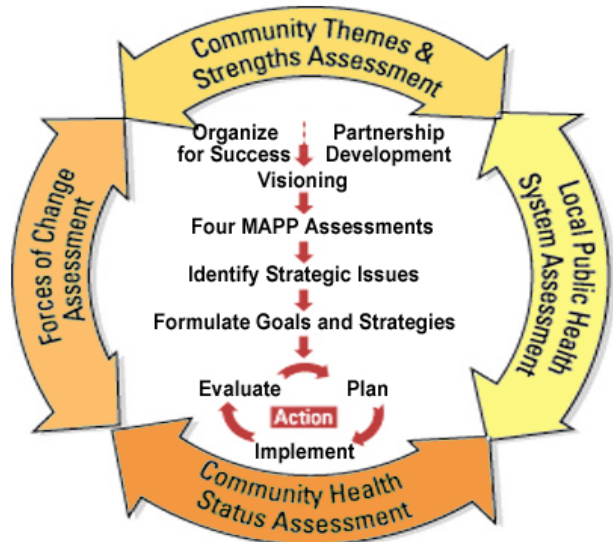 Community Themes &
Strengths Assessment
Organize
for Success
Partnership
Development
Visioning
Four MAPP Assessments
Identify Strategic Issues
Formulate Goals and Strategies
Evaluate
Plan
Action
Implement
Forces of Change
Assessment
Local Public Health
System Assessment
Community Health
Status Assessment